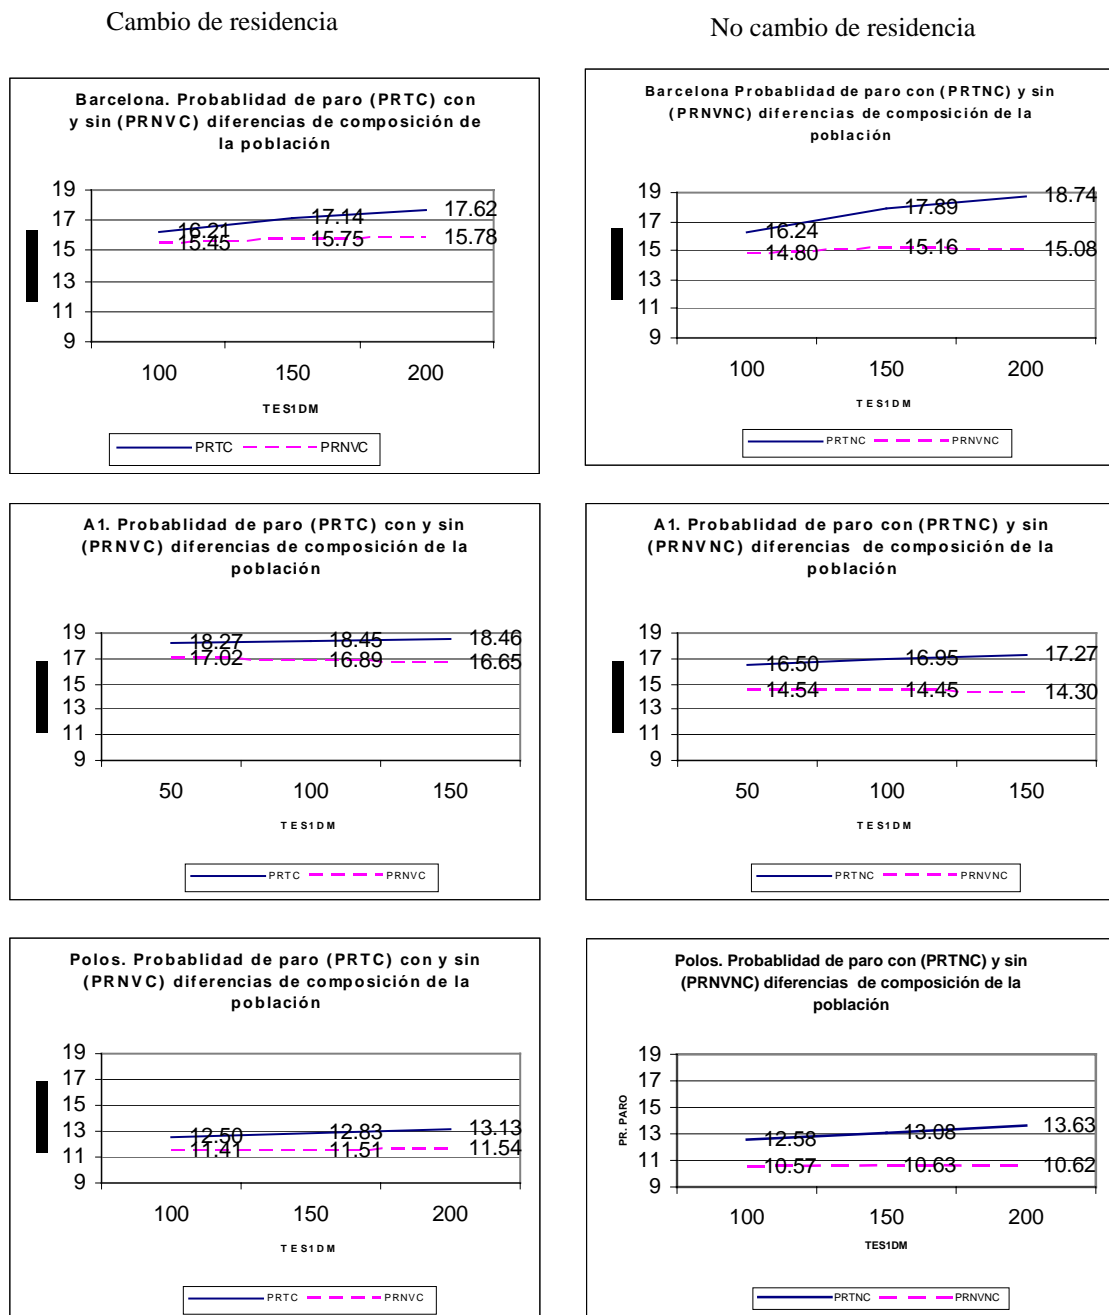 Cambio de residencia
No cambio de residencia
Barcelona. Probablidad de paro (PRTC) con
y sin (PRNVC) diferencias de composición de
la población
19
17
15
13
11
9
16.21
17.14
17.62
15.45
15.75
15.78
100
150
200
TES1DM
PRTC
PRNVC
Barcelona Probablidad de paro con (PRTNC) y sin
(PRNVNC) diferencias de composición de la
población
19
17
15
13
11
9
16.24
17.89
18.74
14.80
15.16
15.08
100
150
200
TES1DM
PRTNC
PRNVNC
A1. Probablidad de paro (PRTC) con y sin
(PRNVC) diferencias de composición de la
población
19
17
15
13
11
9
18.27
18.45
18.46
17.02
16.89
16.65
50
100
150
TES1DM
PRTC
PRNVC
A1. Probablidad de paro con (PRTNC) y sin
(PRNVNC) diferencias de composición de la
población
19
17
15
13
11
9
16.50
16.95
17.27
14.54
14.45
14.30
50
100
150
TES1DM
PRTNC
PRNVNC
Polos. Probablidad de paro (PRTC) con y sin
(PRNVC) diferencias de composición de la
población
19
17
15
13
11
9
12.50
12.83
13.13
11.41
11.51
11.54
100
150
200
TES1DM
PRTC
PRNVC
Polos. Probablidad de paro con (PRTNC) y sin
(PRNVNC) diferencias de composición de la
población
PR. PARO
19
17
15
13
11
9
12.58
13.08
13.63
10.57
10.63
10.62
100
150
200
TES1DM
PRTNC
PRNVNC